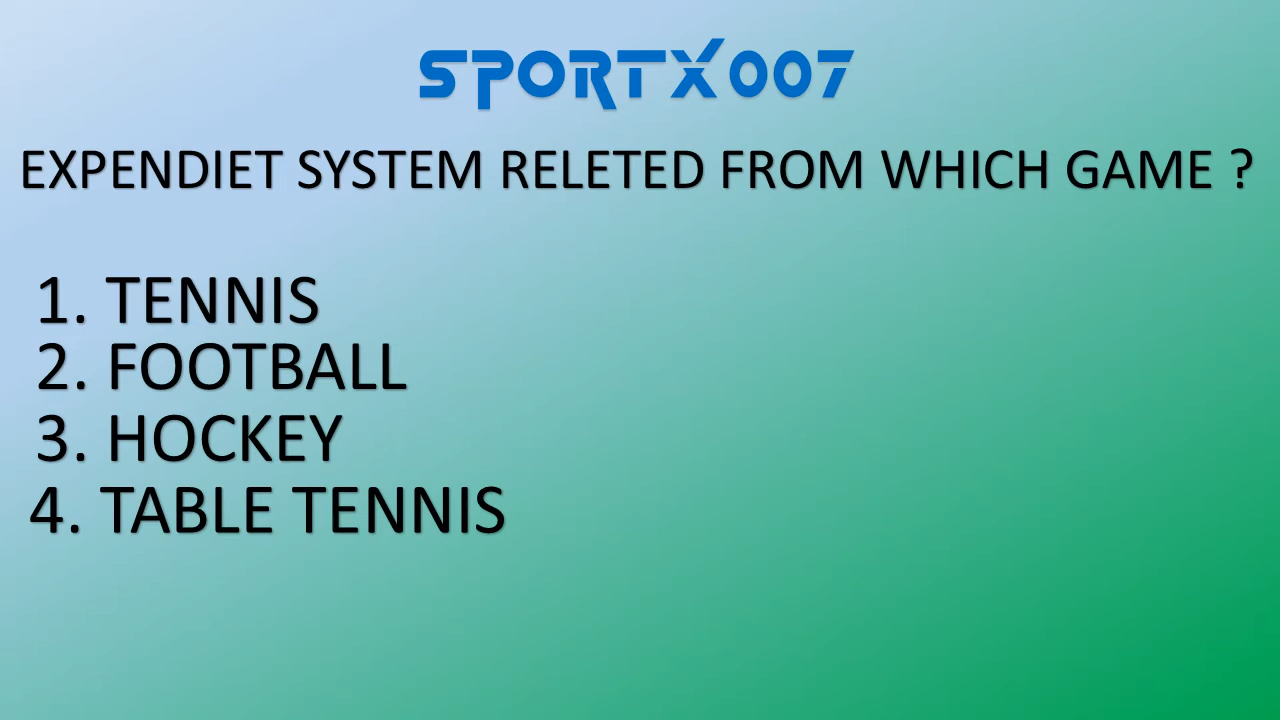 SPORTX007
EXPENDIET SYSTEM RELETED FROM WHICH GAME ?
1. TENNIS
2. FOOTBALL
3. HOCKEY
4. TABLE TENNIS